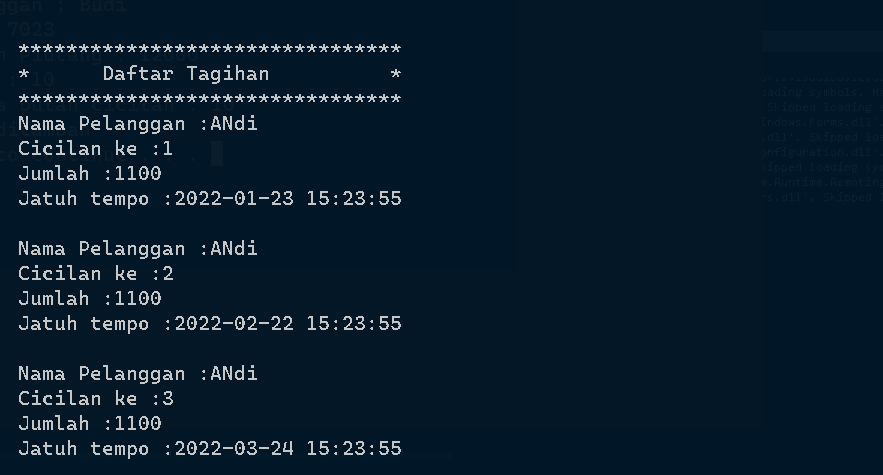 ********************************
*      Daftar Tagihan          *
********************************
Nama Pelanggan :ANdi
Cicilan ke :1
Jumlah :1100
Jatuh tempo :2022-01-23 15:23:55

Nama Pelanggan :ANdi
Cicilan ke :2
Jumlah :1100
Jatuh tempo :2022-02-22 15:23:55

Nama Pelanggan :ANdi
Cicilan ke :3
Jumlah :1100
Jatuh tempo :2022-03-24 15:23:55